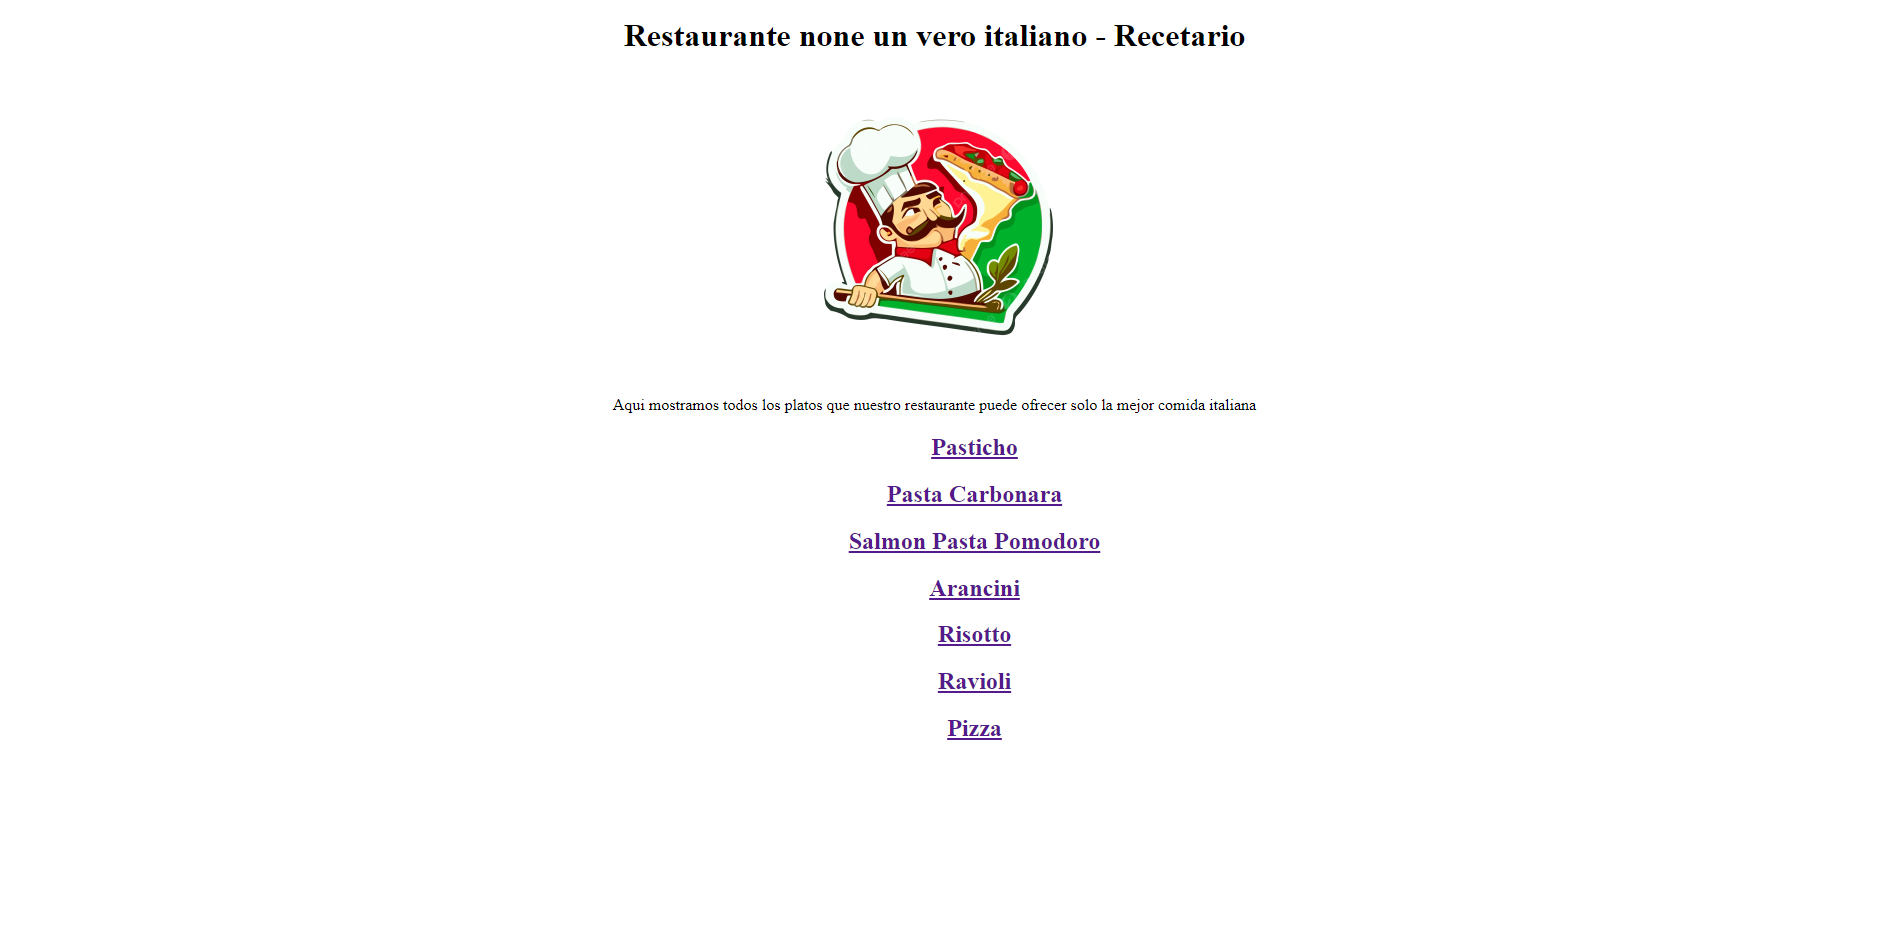 Restaurante none un vero italiano - Recetario
Aqui mostramos todos los platos que nuestro restaurante puede ofrecer solo la mejor comida italiana
Pasticho
Pasta Carbonara
Salmon Pasta Pomodoro
Arancini
Risotto
Ravioli
Pizza